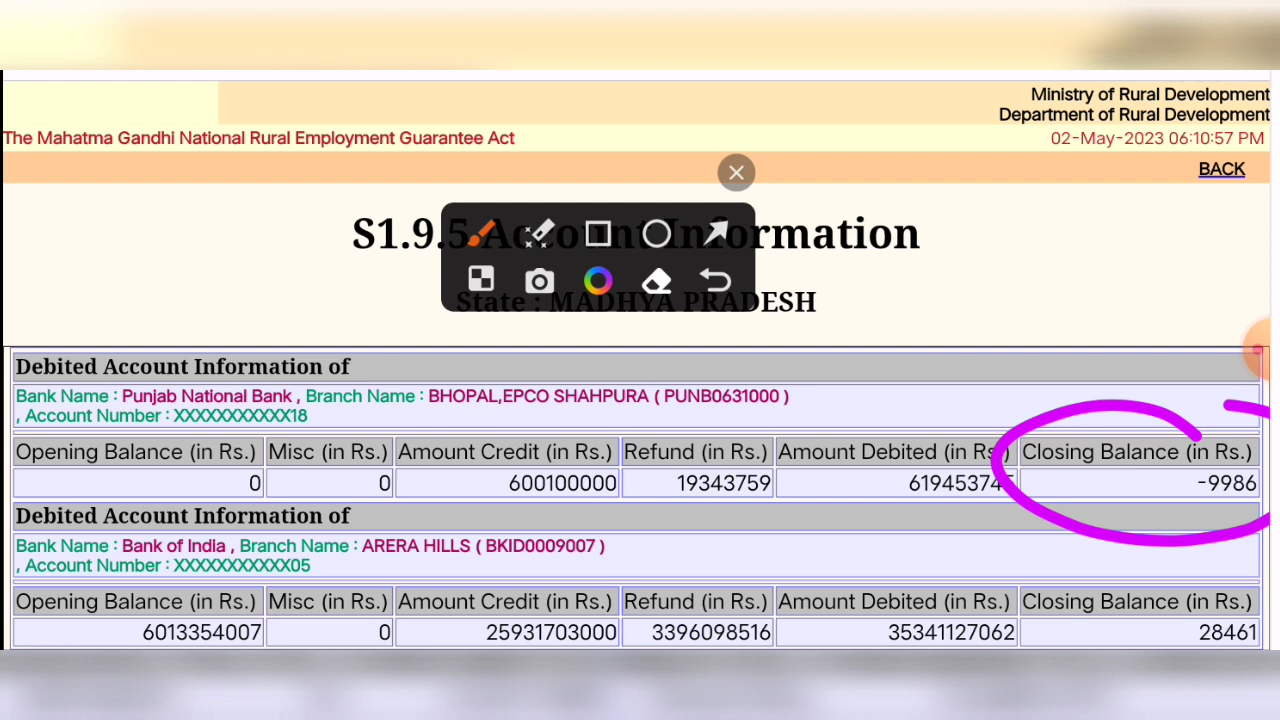 Ministry of Rural Development
Department of Rural Development
The Mahatma Gandhi National Rural Employment Guarantee Act 02-May-2023 06:10:57 PM
BACK
S1.9.5 Account Information
State : MADHYA PRADESH
Debited Account Information of
Bank Name : Punjab National Bank , Branch Name : BHOPAL,EPCO SHAHPURA ( PUNB0631000 )
, Account Number : XXXXXXXXXXX18
Opening Balance (in Rs.) Misc (in Rs.) Amount Credit (in Rs.) Refund (in Rs.) Amount Debited (in Rs.) Closing Balance (in Rs.)
0 0 600100000 19343759 619453745 -9986
Debited Account Information of
Bank Name : Bank of India , Branch Name : ARERA HILLS ( BKID0009007 )
, Account Number : XXXXXXXXXXX05
Opening Balance (in Rs.) Misc (in Rs.) Amount Credit (in Rs.) Refund (in Rs.) Amount Debited (in Rs.) Closing Balance (in Rs.)
6013354007 0 25931703000 3396098516 35341127062 28461